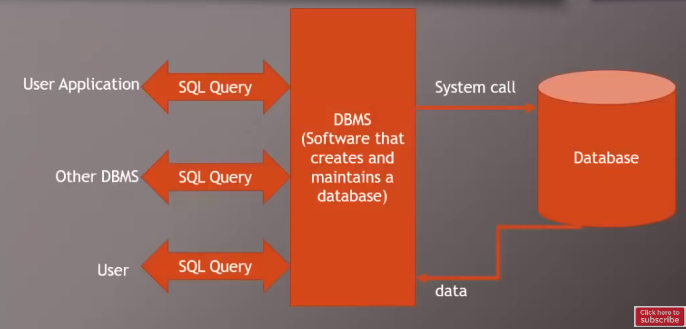 User Application
SQL Query
System call
DBMS
(Software that
creates and
maintains a
database)
Database
Other DBMS
SQL Query
User
SQL Query
data
Click here to
subscribe